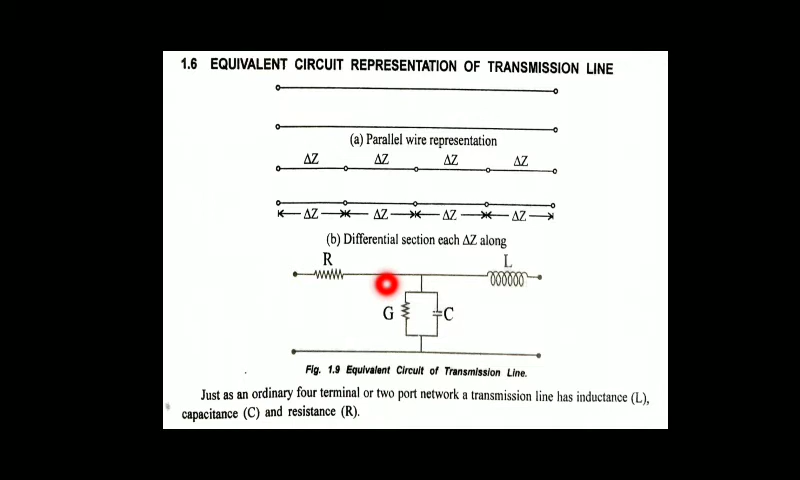 1.6 EQUIVALENT CIRCUIT REPRESENTATION OF TRANSMISSION LINE
(a) Parallel wire representation
ΔZ ΔZ ΔZ ΔZ
ΔZ ΔZ ΔZ ΔZ
(b) Differential section each ΔZ along
R L
G C
Fig. 1.9 Equivalent Circuit of Transmission Line.
Just as an ordinary four terminal or two port network a transmission line has inductance (L),
capacitance (C) and resistance (R).